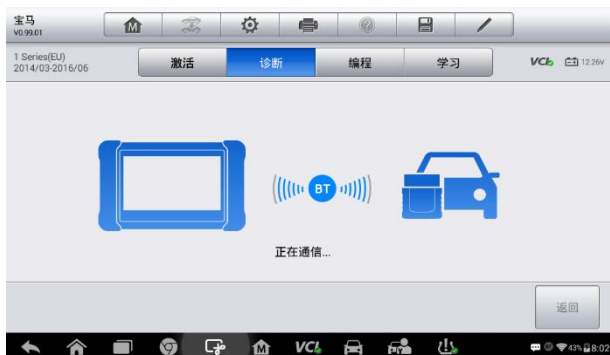 宝马
V0.99.01
M
1 Series(EU)
2014/03-2016/06
激活
诊断
编程
学习
VCI
12.26V
BT
正在通信...
返回
M
VCI
43%
8:02